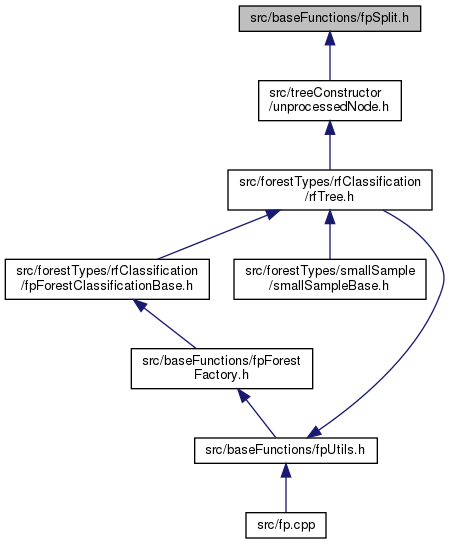 src/baseFunctions/fpSplit.h
src/treeConstructor
/unprocessedNode.h
src/forestTypes/rfClassification
/rfTree.h
src/forestTypes/rfClassification
/fpForestClassificationBase.h
src/forestTypes/smallSample
/smallSampleBase.h
src/baseFunctions/fpForest
Factory.h
src/baseFunctions/fpUtils.h
src/fp.cpp